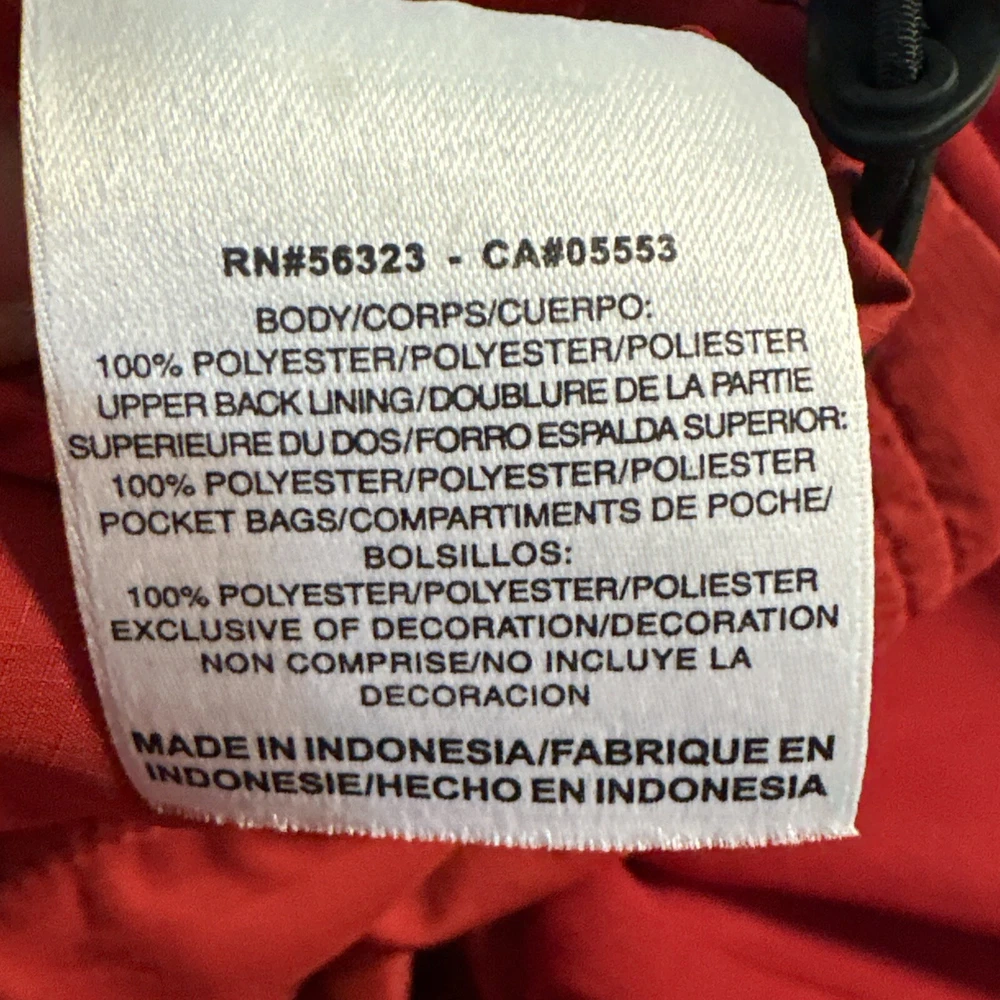 RN#56323 - CA#05553
BODY/CORPS/CUERPO:
100% POLYESTER/POLYESTER/POLIESTER
UPPER BACK LINING/DOUBLURE DE LA PARTIE
SUPERIEURE DU DOS/FORRO ESPALDA SUPERIOR:
100% POLYESTER/POLYESTER/POLIESTER
POCKET BAGS/COMPARTIMENTS DE POCHE/
BOLSILLOS:
100% POLYESTER/POLYESTER/POLIESTER
EXCLUSIVE OF DECORATION/DECORATION
NON COMPRISE/NO INCLUYE LA
DECORACION
MADE IN INDONESIA/FABRIQUE EN
INDONESIE/HECHO EN INDONESIA